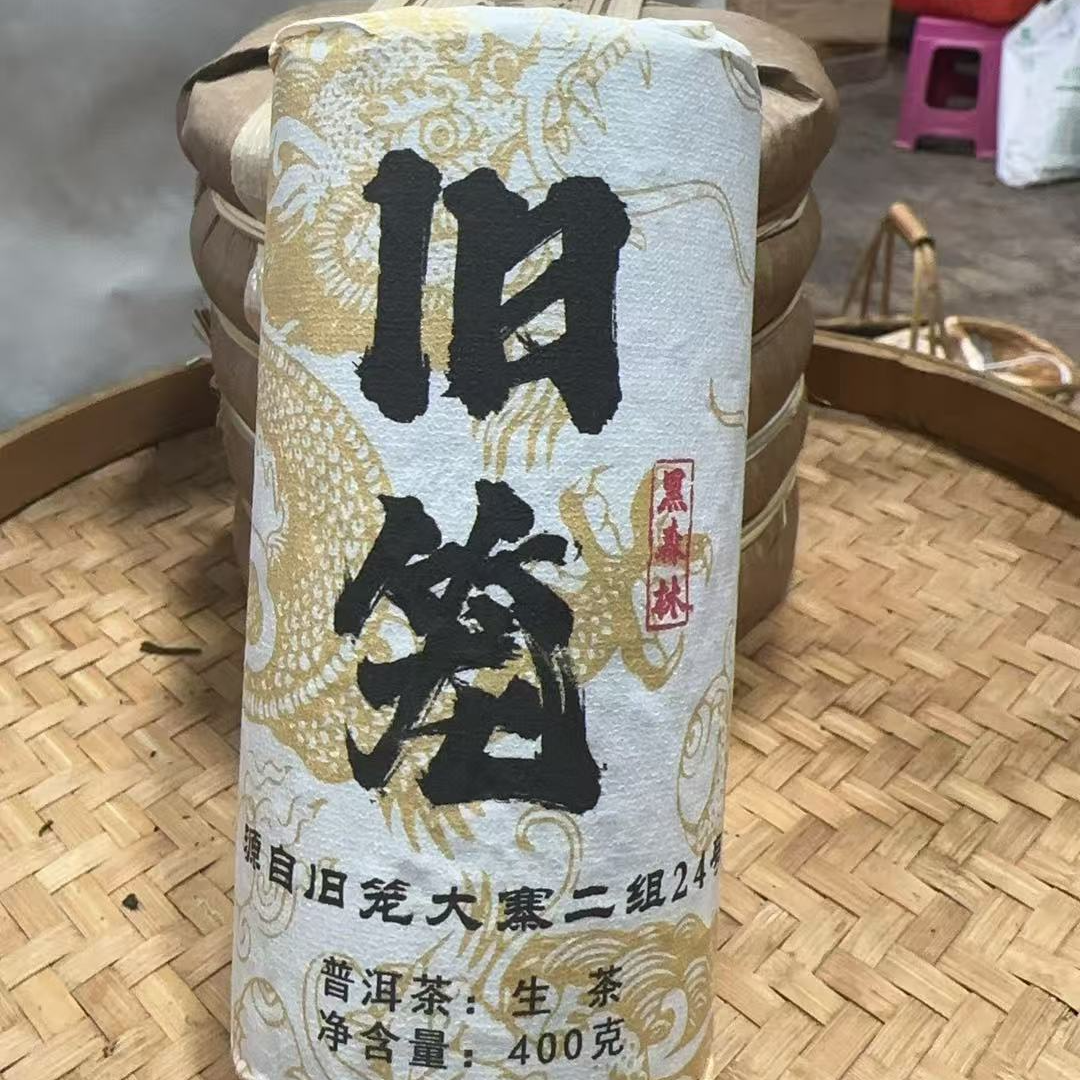 旧笼
黑森林
源自旧笼大寨二组24号
普洱茶：生 茶
净含量：400克